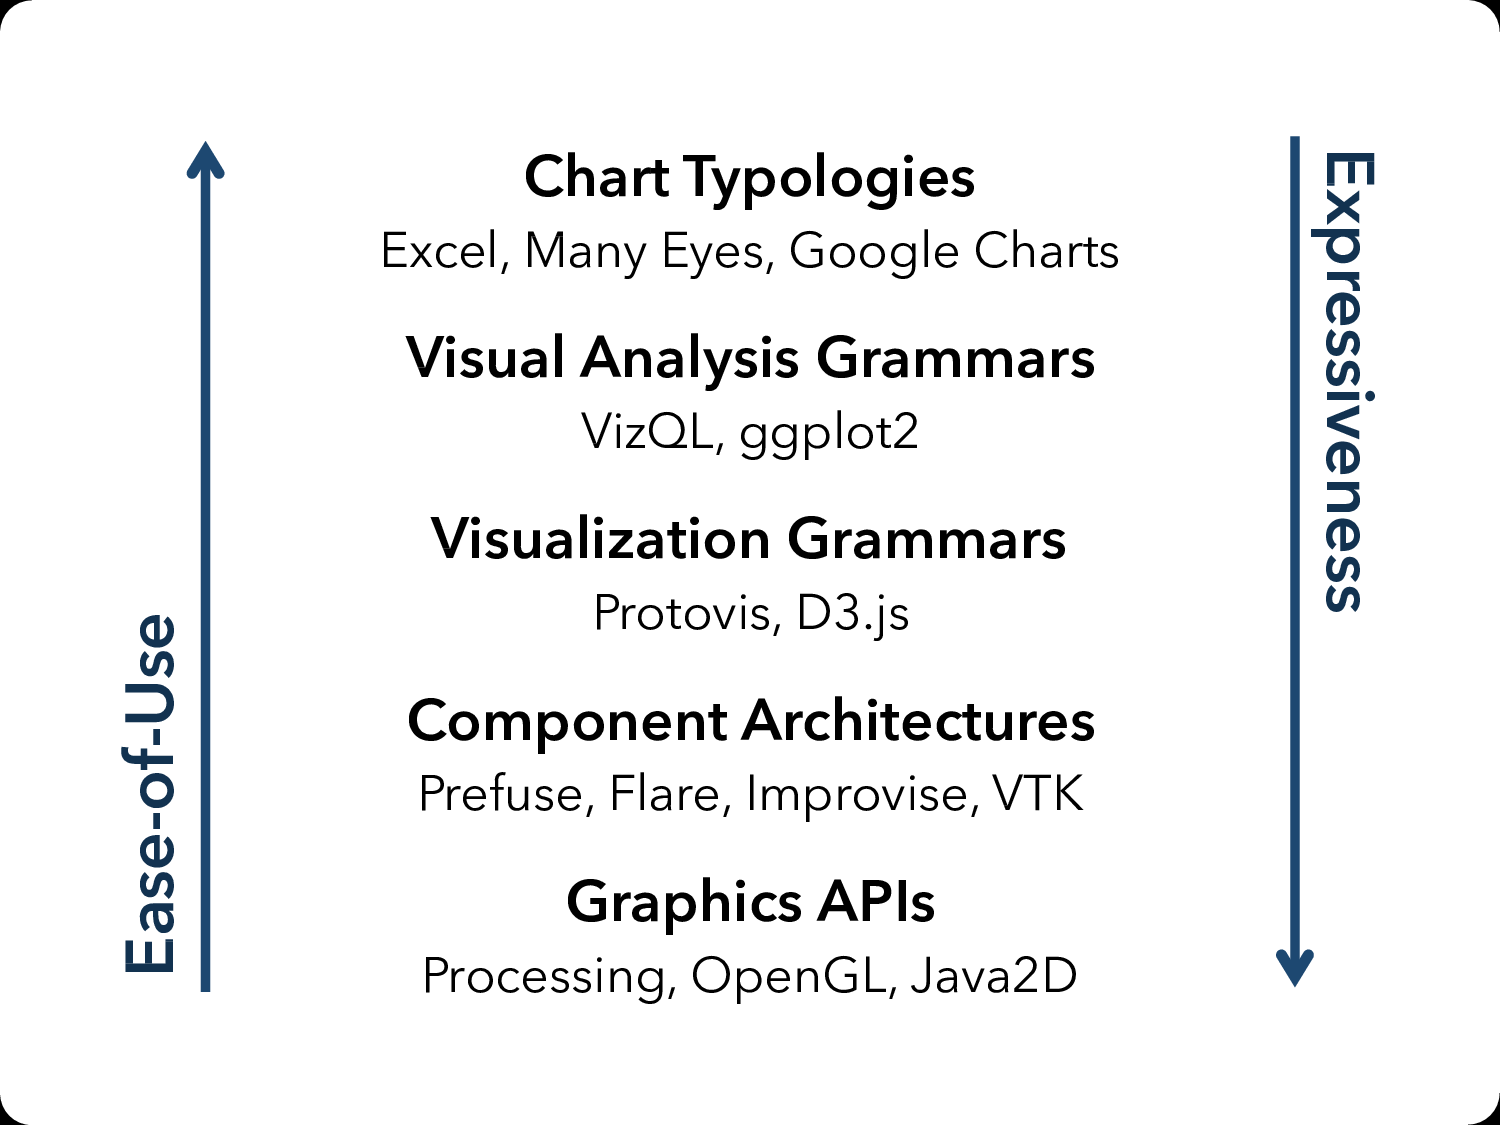 Chart Typologies
Excel, Many Eyes, Google Charts
Visual Analysis Grammars
VizQL, ggplot2
Visualization Grammars
Protovis, D3.js
Component Architectures
Prefuse, Flare, Improvise, VTK
Graphics APIs
Processing, OpenGL, Java2D
Ease-of-Use
Expressiveness